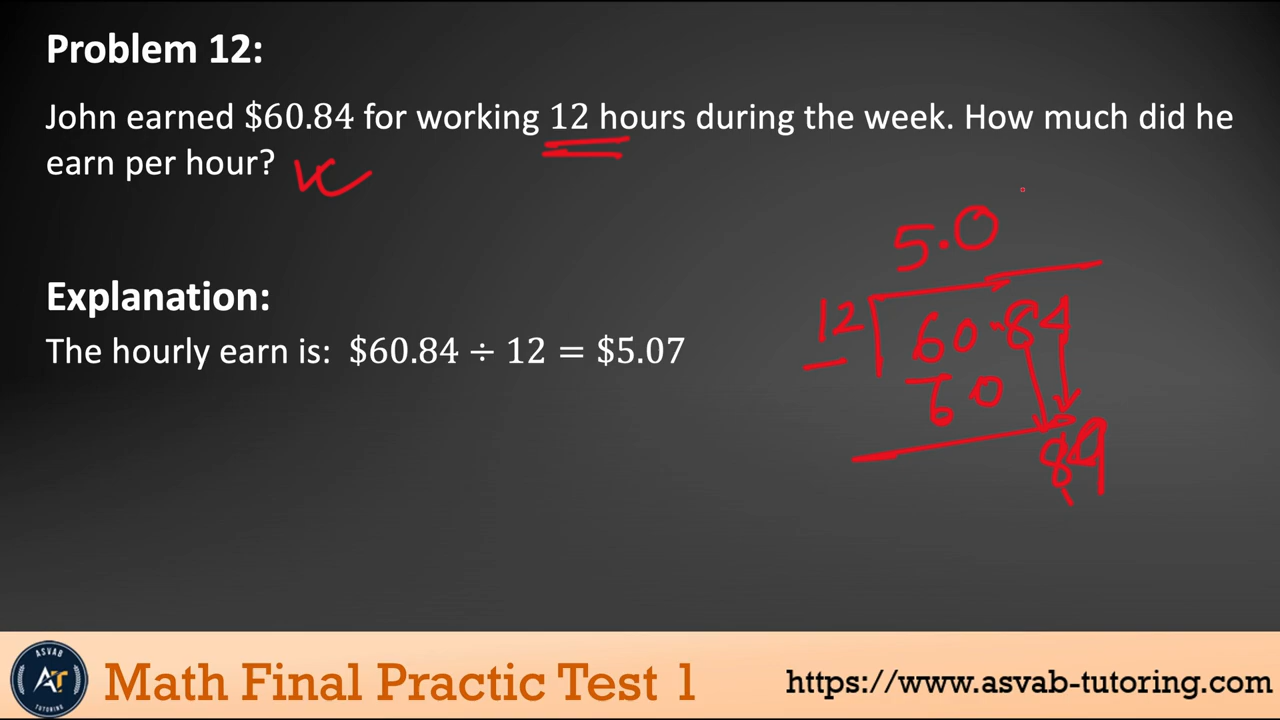 Problem 12:
John earned $60.84 for working 12 hours during the week. How much did he
earn per hour?
5.0
Explanation:
12 60.84
The hourly earn is: $60.84 ÷ 12 = $5.07
60
84
ASVAB
AT
TUTORING
Math Final Practic Test 1
https://www.asvab-tutoring.com